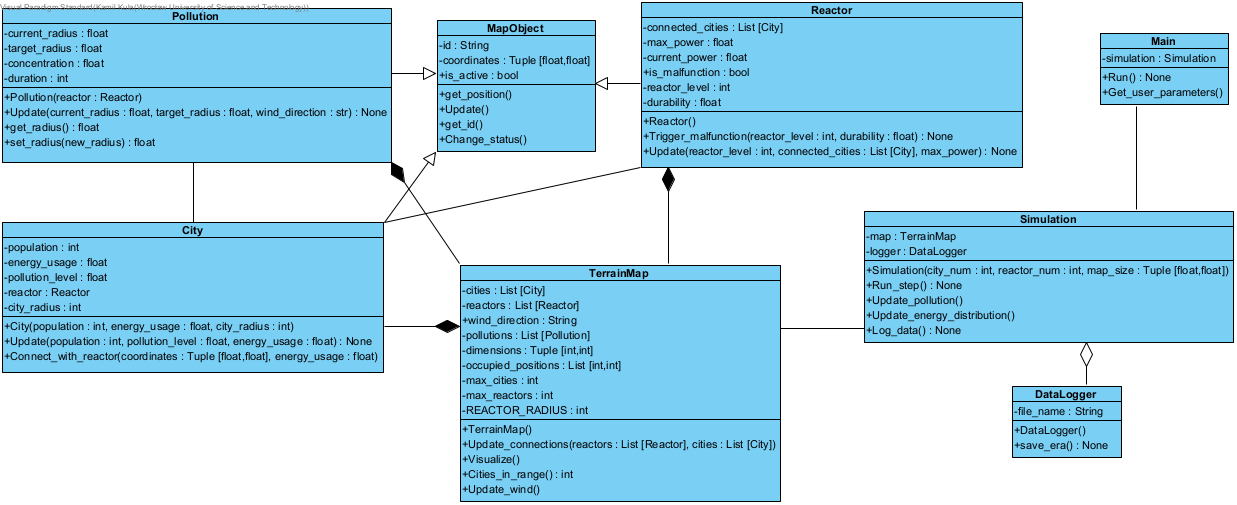 Visual Paradigm Standard(Kamil Kula(Wroclaw University of Science and Technology))
Pollution
-current_radius : float
-target_radius : float
-concentration : float
-duration : int
+Pollution(reactor : Reactor)
+Update(current_radius : float, target_radius : float, wind_direction : str) : None
+get_radius() : float
+set_radius(new_radius) : float
MapObject
-id : String
-coordinates : Tuple [float,float]
+is_active : bool
+get_position()
+Update()
+get_id()
+Change_status()
Reactor
-connected_cities : List [City]
-max_power : float
-current_power : float
+is_malfunction : bool
-reactor_level : int
-durability : float
+Reactor()
+Trigger_malfunction(reactor_level : int, durability : float) : None
+Update(reactor_level : int, connected_cities : List [City], max_power) : None
Main
-simulation : Simulation
+Run() : None
+Get_user_parameters()
City
-population : int
-energy_usage : float
-pollution_level : float
-reactor : Reactor
-city_radius : int
+City(population : int, energy_usage : float, city_radius : int)
+Update(population : int, pollution_level : float, energy_usage : float) : None
+Connect_with_reactor(coordinates : Tuple [float,float], energy_usage : float)
TerrainMap
-cities : List [City]
-reactors : List [Reactor]
+wind_direction : String
-pollutions : List [Pollution]
-dimensions : Tuple [int,int]
-occupied_positions : List [int,int]
-max_cities : int
-max_reactors : int
-REACTOR_RADIUS : int
+TerrainMap()
+Update_connections(reactors : List [Reactor], cities : List [City])
+Visualize()
+Cities_in_range() : int
+Update_wind()
Simulation
-map : TerrainMap
-logger : DataLogger
+Simulation(city_num : int, reactor_num : int, map_size : Tuple [float,float])
+Run_step() : None
+Update_pollution()
+Update_energy_distribution()
+Log_data() : None
DataLogger
-file_name : String
+DataLogger()
+save_era() : None